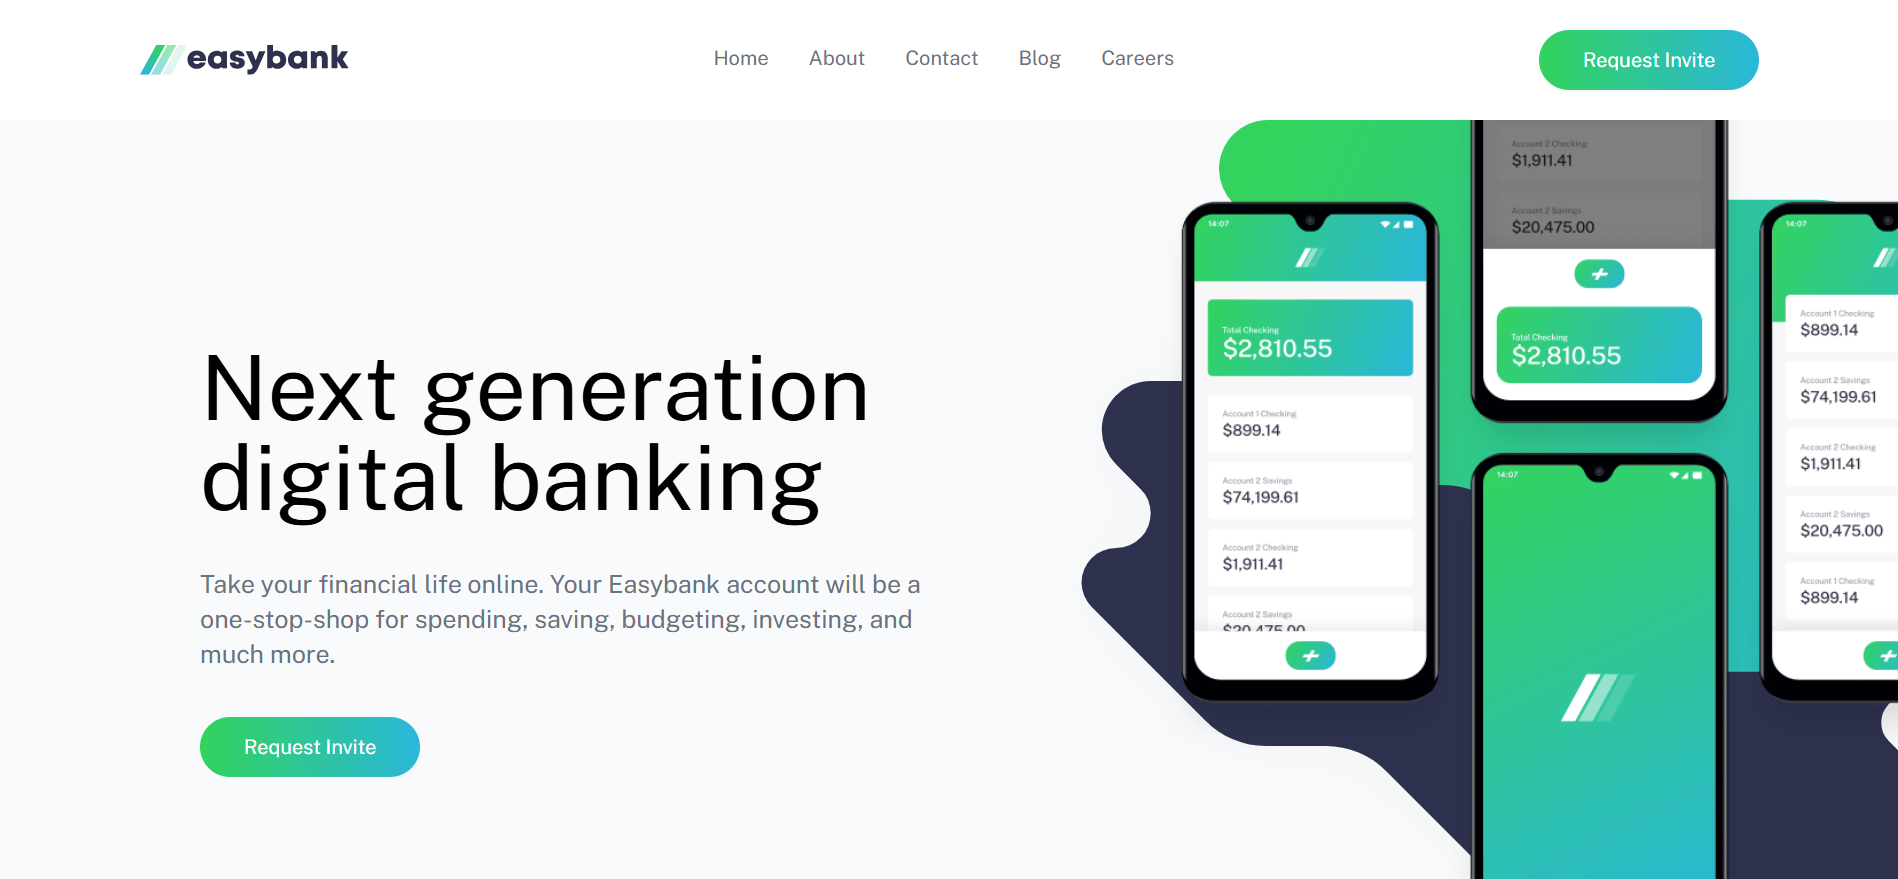 easybank
Home About Contact Blog Careers
Request Invite
Next generation
digital banking
Take your financial life online. Your Easybank account will be a
one-stop-shop for spending, saving, budgeting, investing, and
much more.
Request Invite
14:07
Total Checking
$2,810.55
Account 1 Checking
$899.14
Account 2 Savings
$74,199.61
Account 2 Checking
$1,911.41
Account 2 Savings
$20,475.00
Account 2 Checking
$1,911.41
Account 2 Savings
$20,475.00
Total Checking
$2,810.55
14:07
14:07
Account 1 Checking
$899.14
Account 2 Savings
$74,199.61
Account 2 Checking
$1,911.41
Account 2 Savings
$20,475.00
Account 1 Checking
$899.14